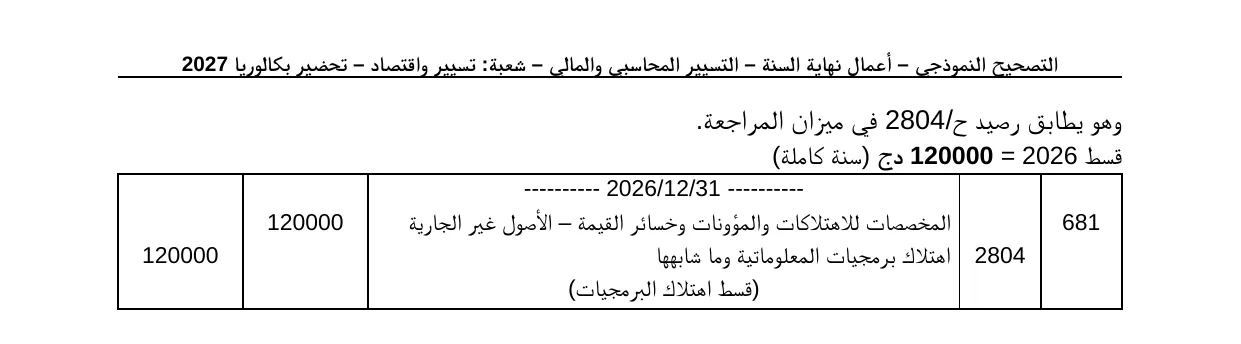 التصحيح النموذجي – أعمال نهاية السنة – التسيير المحاسبي والمالي – شعبة: تسيير واقتصاد – تحضير بكالوريا 2027
وهو يطابق رصيد ح/2804 في ميزان المراجعة.
قسط 2026 = 120000 دج (سنة كاملة)
---------- 2026/12/31 ----------
681 المخصصات للاهتلاكات والمؤونات وخسائر القيمة – الأصول غير الجارية 120000
2804 اهتلاك برمجيات المعلوماتية وما شابهها 120000
(قسط اهتلاك البرمجيات)